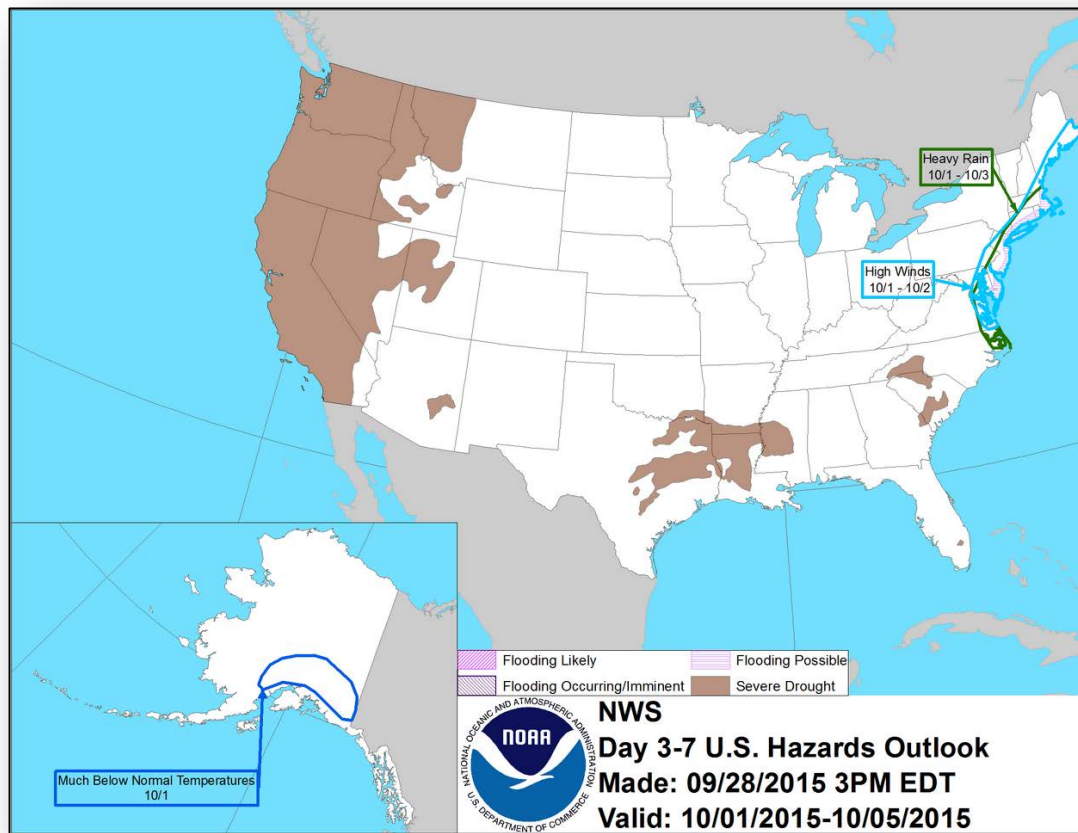 Heavy Rain
10/1 - 10/3
High Winds
10/1 - 10/2
Much Below Normal Temperatures
10/1
Flooding Likely
Flooding Possible
Flooding Occurring/Imminent
Severe Drought
NATIONAL OCEANIC AND ATMOSPHERIC ADMINISTRATION
NOAA
U.S. DEPARTMENT OF COMMERCE
NWS
Day 3-7 U.S. Hazards Outlook
Made: 09/28/2015 3PM EDT
Valid: 10/01/2015-10/05/2015